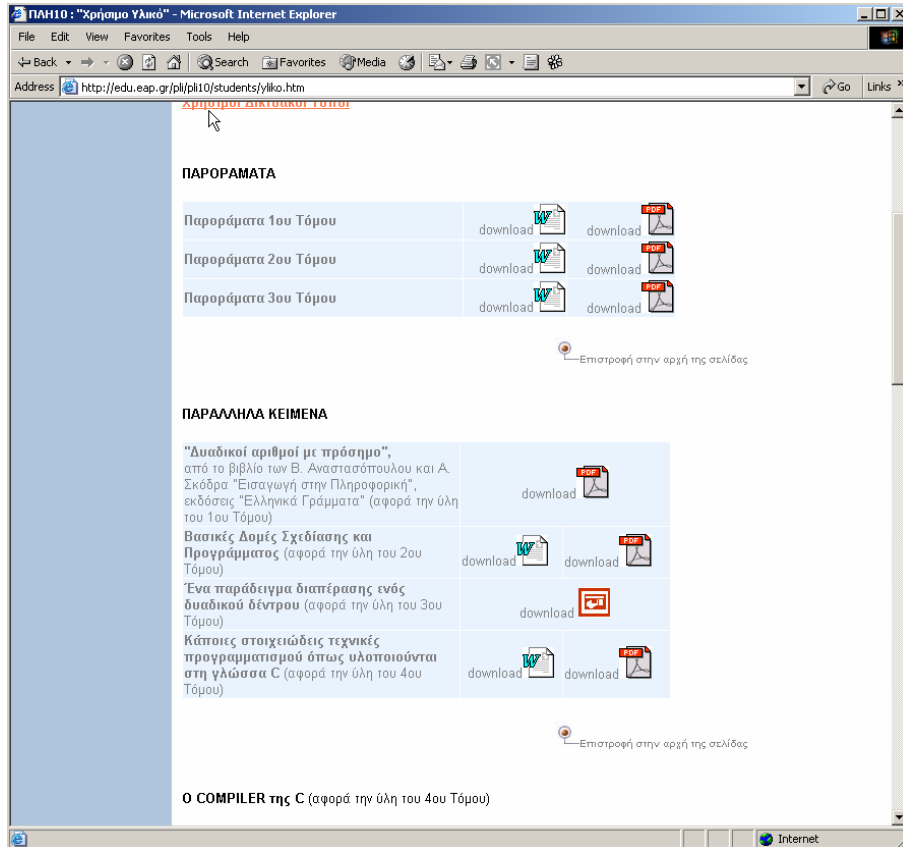 ΠΛΗ10 : "Χρήσιμο Υλικό" - Microsoft Internet Explorer
File Edit View Favorites Tools Help
Back Search Favorites Media
Address http://edu.eap.gr/pli/pli10/students/yliko.htm Go Links »
Χρήσιμοι Δικτυακοί Τόποι
ΠΑΡΟΡΑΜΑΤΑ
Παροράματα 1ου Τόμου download download
Παροράματα 2ου Τόμου download download
Παροράματα 3ου Τόμου download download
Επιστροφή στην αρχή της σελίδας
ΠΑΡΑΛΛΗΛΑ ΚΕΙΜΕΝΑ
"Δυαδικοί αριθμοί με πρόσημο",
από το βιβλίο των Β. Αναστασόπουλου και Α.
Σκόδρα "Εισαγωγή στην Πληροφορική",
εκδόσεις "Ελληνικά Γράμματα" (αφορά την ύλη
του 1ου Τόμου)
download
Βασικές Δομές Σχεδίασης και
Προγράμματος (αφορά την ύλη του 2ου
Τόμου)
download download
Ένα παράδειγμα διαπέρασης ενός
δυαδικού δέντρου (αφορά την ύλη του 3ου
Τόμου)
download
Κάποιες στοιχειώδεις τεχνικές
προγραμματισμού όπως υλοποιούνται
στη γλώσσα C (αφορά την ύλη του 4ου
Τόμου)
download download
Επιστροφή στην αρχή της σελίδας
Ο COMPILER της C (αφορά την ύλη του 4ου Τόμου)
Internet